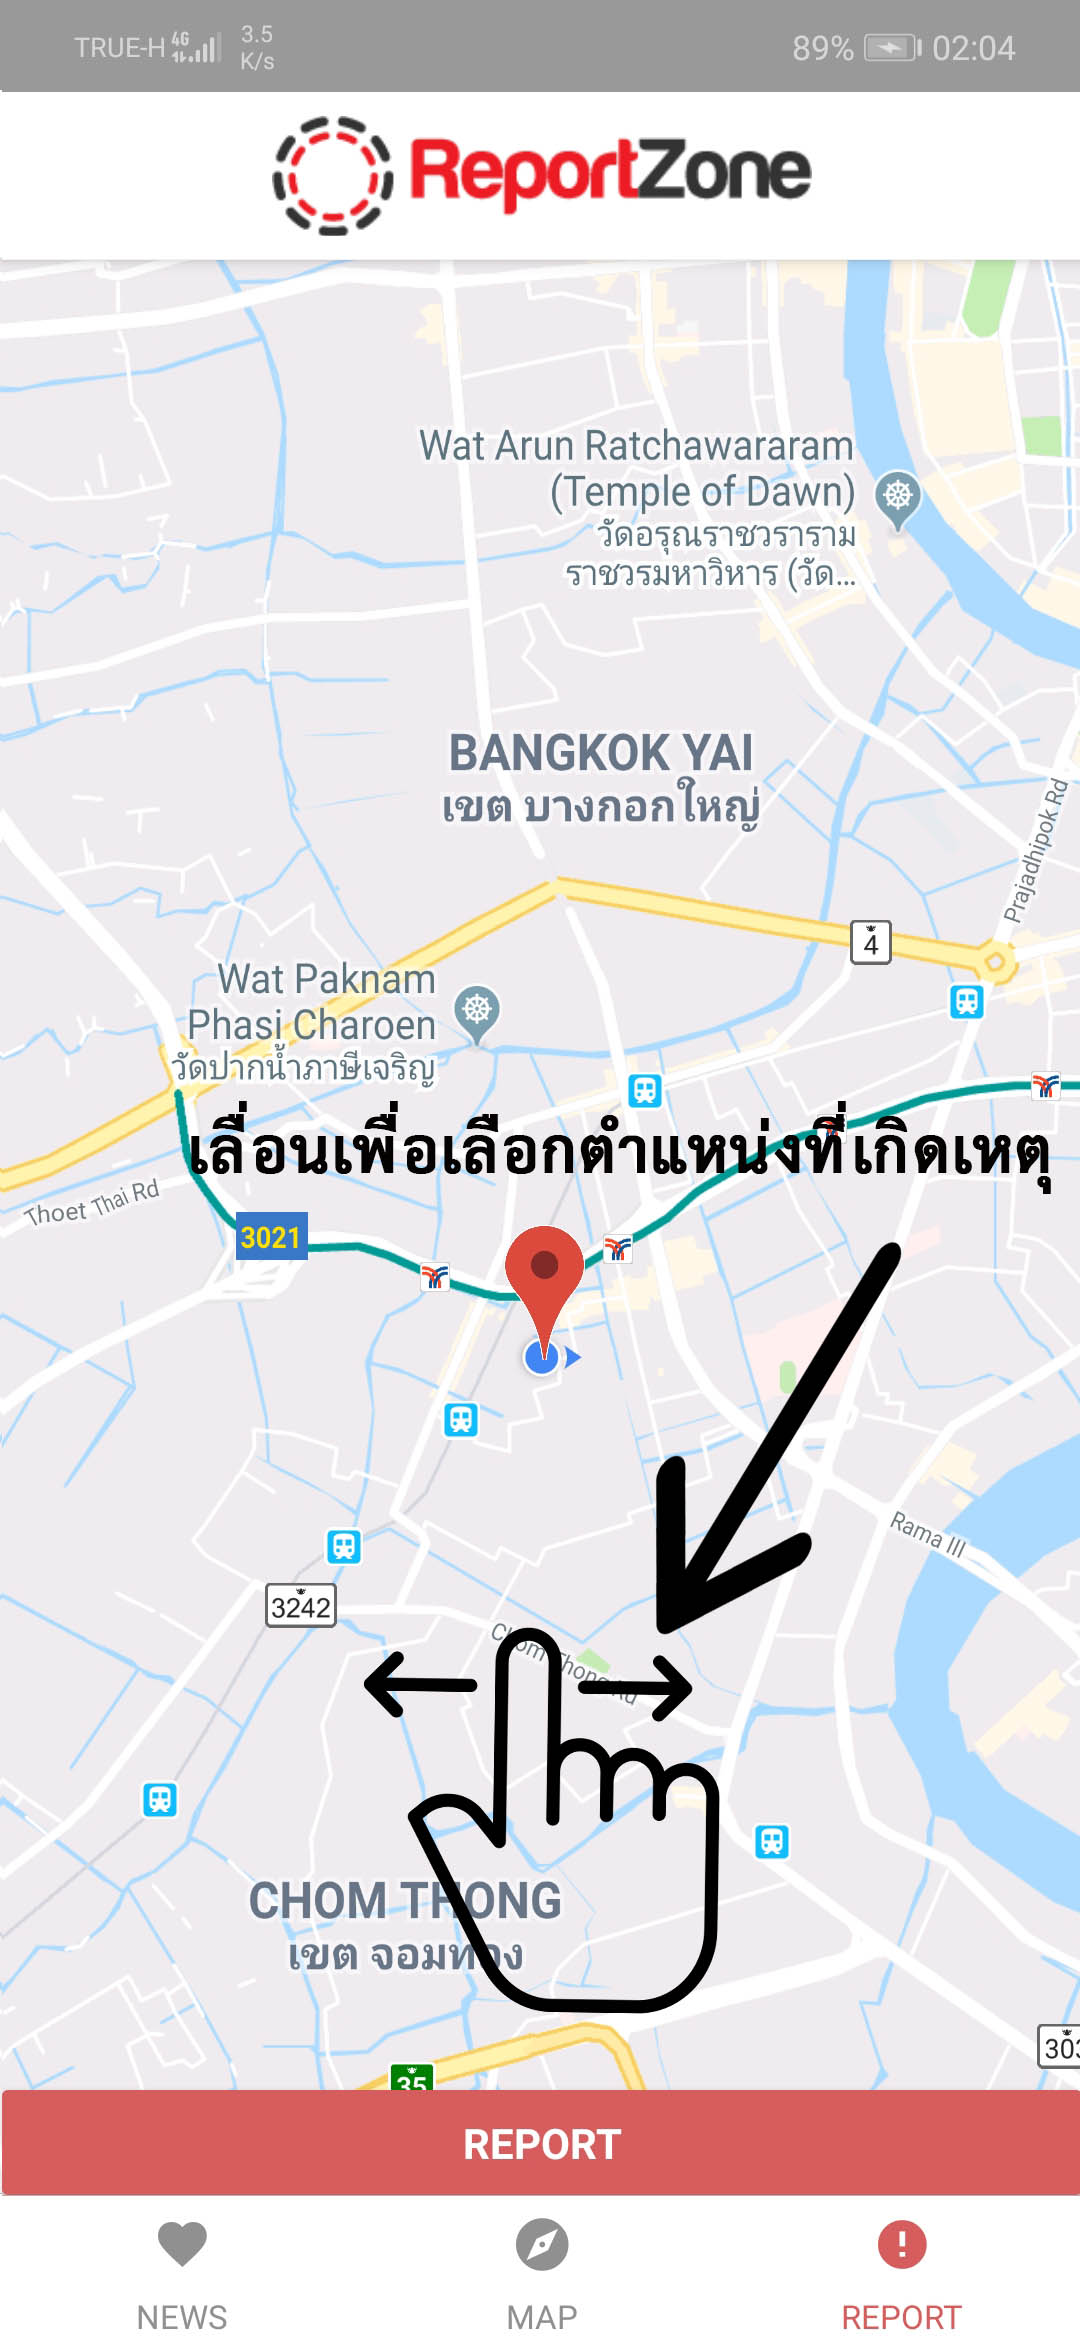 TRUE-H 4G 3.5 K/s 89% 02:04
ReportZone
Wat Arun Ratchawararam
(Temple of Dawn)
วัดอรุณราชวราราม
ราชวรมหาวิหาร (วัด...
BANGKOK YAI
เขต บางกอกใหญ่
Prajadhipok Rd
4
Wat Paknam
Phasi Charoen
วัดปากน้ำภาษีเจริญ
เลื่อนเพื่อเลือกตำแหน่งที่เกิดเหตุ
Thoet Thai Rd
3021
Rama III
3242
Chom Thong Rd
CHOM THONG
เขต จอมทอง
303
35
REPORT
NEWS MAP REPORT